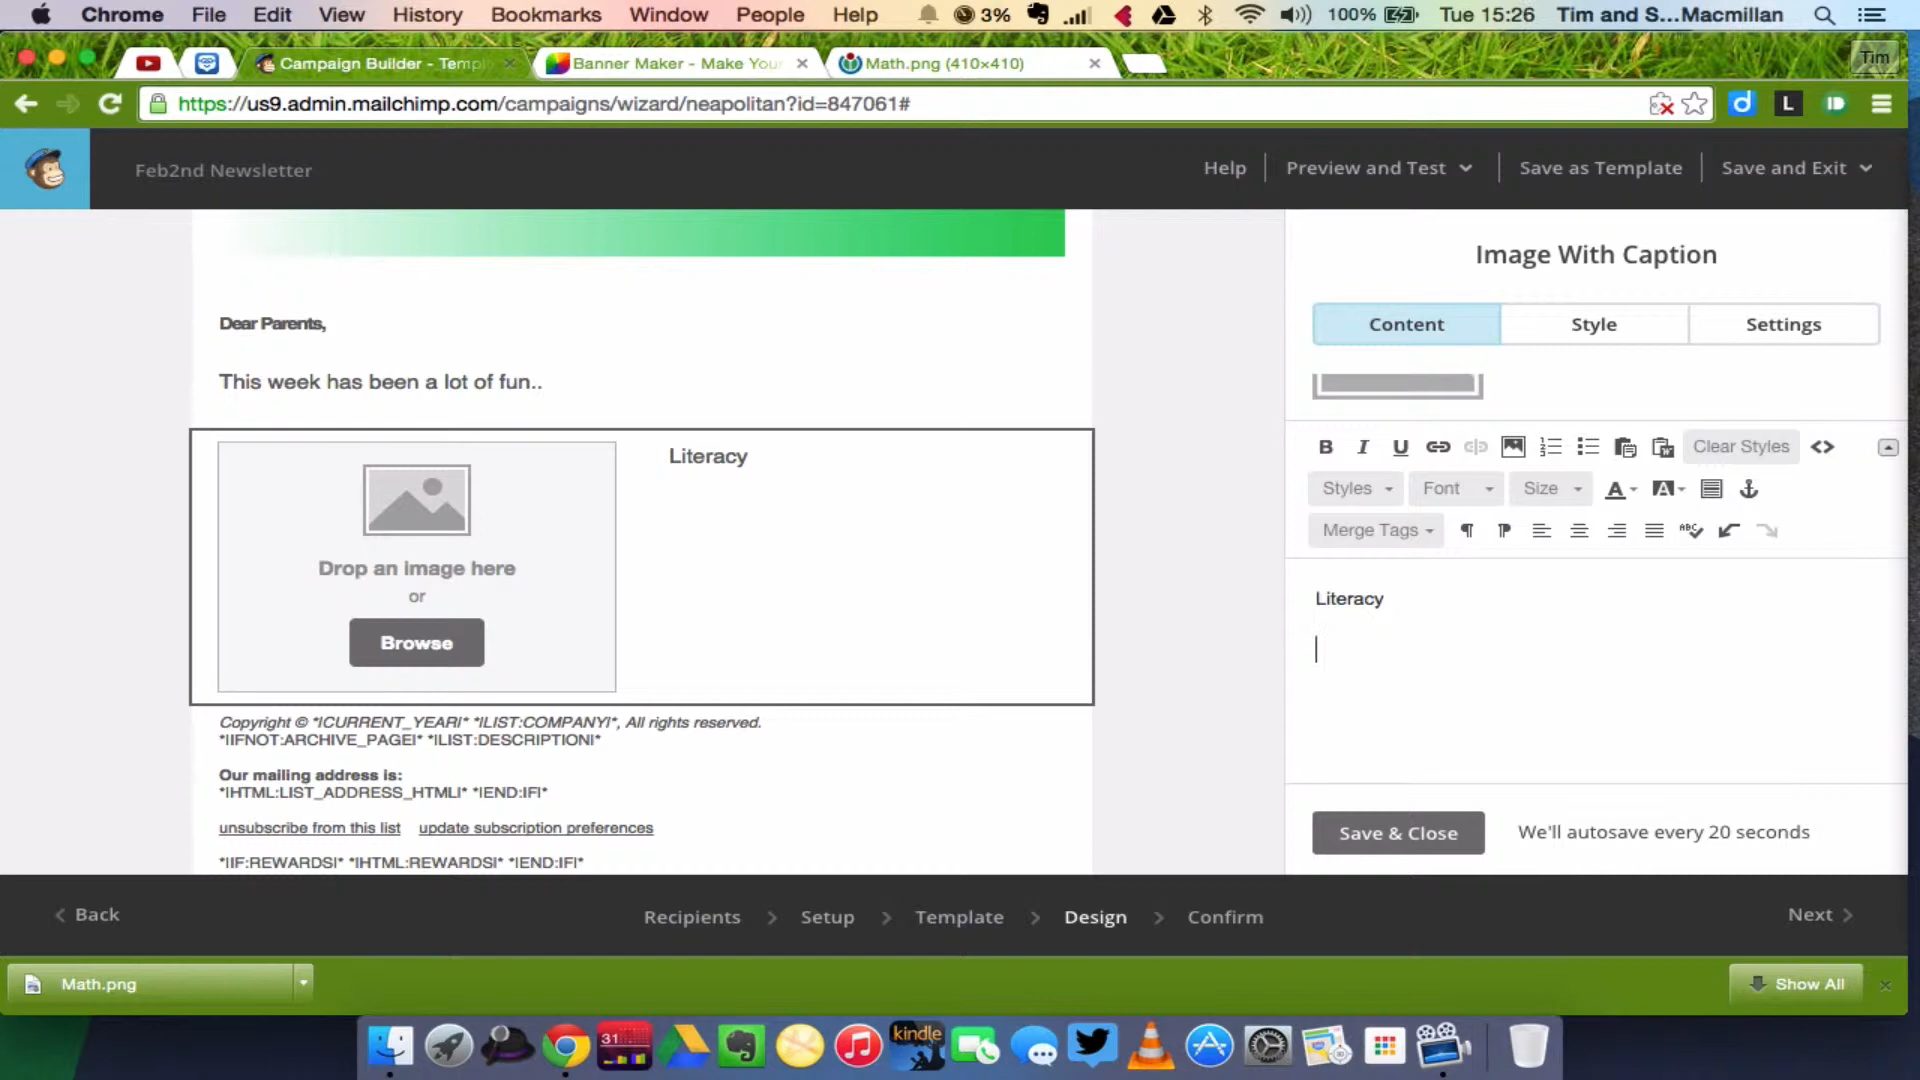 Chrome File Edit View History Bookmarks Window People Help 3% 100% Tue 15:26 Tim and S...Macmillan
Campaign Builder - Templ
Banner Maker - Make Your
Math.png (410×410)
Tim
https://us9.admin.mailchimp.com/campaigns/wizard/neapolitan?id=847061#
d L
Feb2nd Newsletter
Help Preview and Test Save as Template Save and Exit
Dear Parents,
This week has been a lot of fun..
Drop an image here
or
Browse
Literacy
Copyright © *|CURRENT_YEAR|* *|LIST:COMPANY|*, All rights reserved.
*|IFNOT:ARCHIVE_PAGE|* *|LIST:DESCRIPTION|*
Our mailing address is:
*|HTML:LIST_ADDRESS_HTML|* *|END:IF|*
unsubscribe from this list update subscription preferences
*|IF:REWARDS|* *|HTML:REWARDS|* *|END:IF|*
Image With Caption
Content Style Settings
B I U Clear Styles
Styles Font Size A A
Merge Tags ABC
Literacy
Save & Close We'll autosave every 20 seconds
Back Recipients Setup Template Design Confirm Next
Math.png Show All
31
kindle